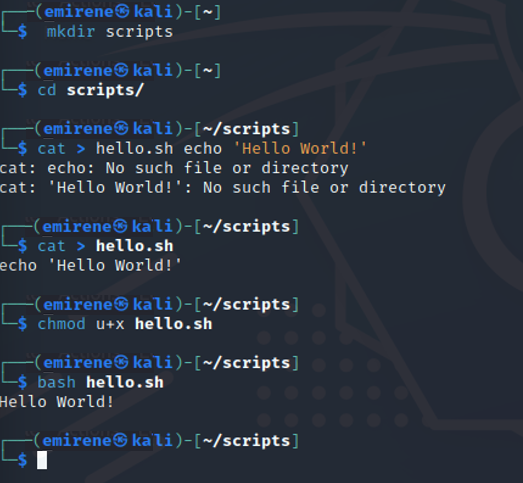 ┌──(emirene㉿kali)-[~]
└─$ mkdir scripts
┌──(emirene㉿kali)-[~]
└─$ cd scripts/
┌──(emirene㉿kali)-[~/scripts]
└─$ cat > hello.sh echo 'Hello World!'
cat: echo: No such file or directory
cat: 'Hello World!': No such file or directory
┌──(emirene㉿kali)-[~/scripts]
└─$ cat > hello.sh
echo 'Hello World!'
┌──(emirene㉿kali)-[~/scripts]
└─$ chmod u+x hello.sh
┌──(emirene㉿kali)-[~/scripts]
└─$ bash hello.sh
Hello World!
┌──(emirene㉿kali)-[~/scripts]
└─$